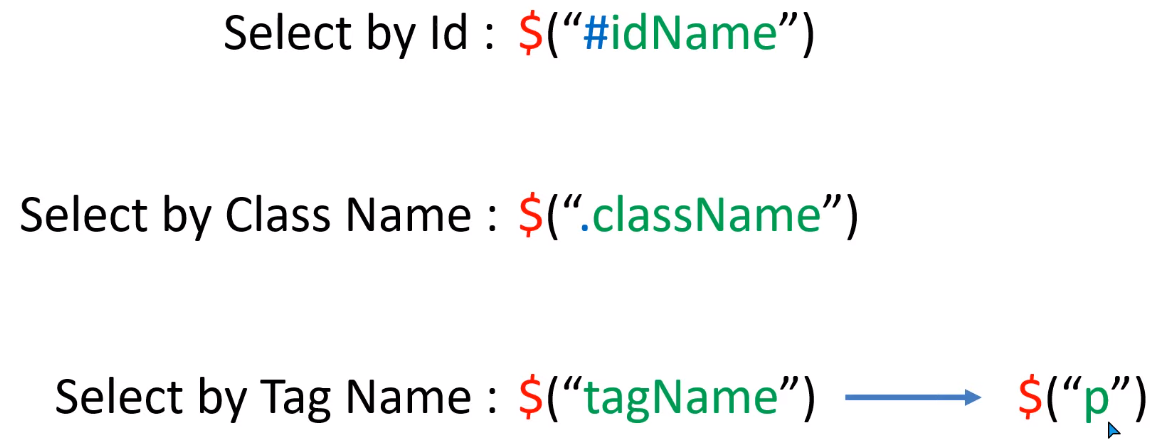 Select by Id : $(“#idName”)
Select by Class Name : $(“.className”)
Select by Tag Name : $(“tagName”) $(“p”)